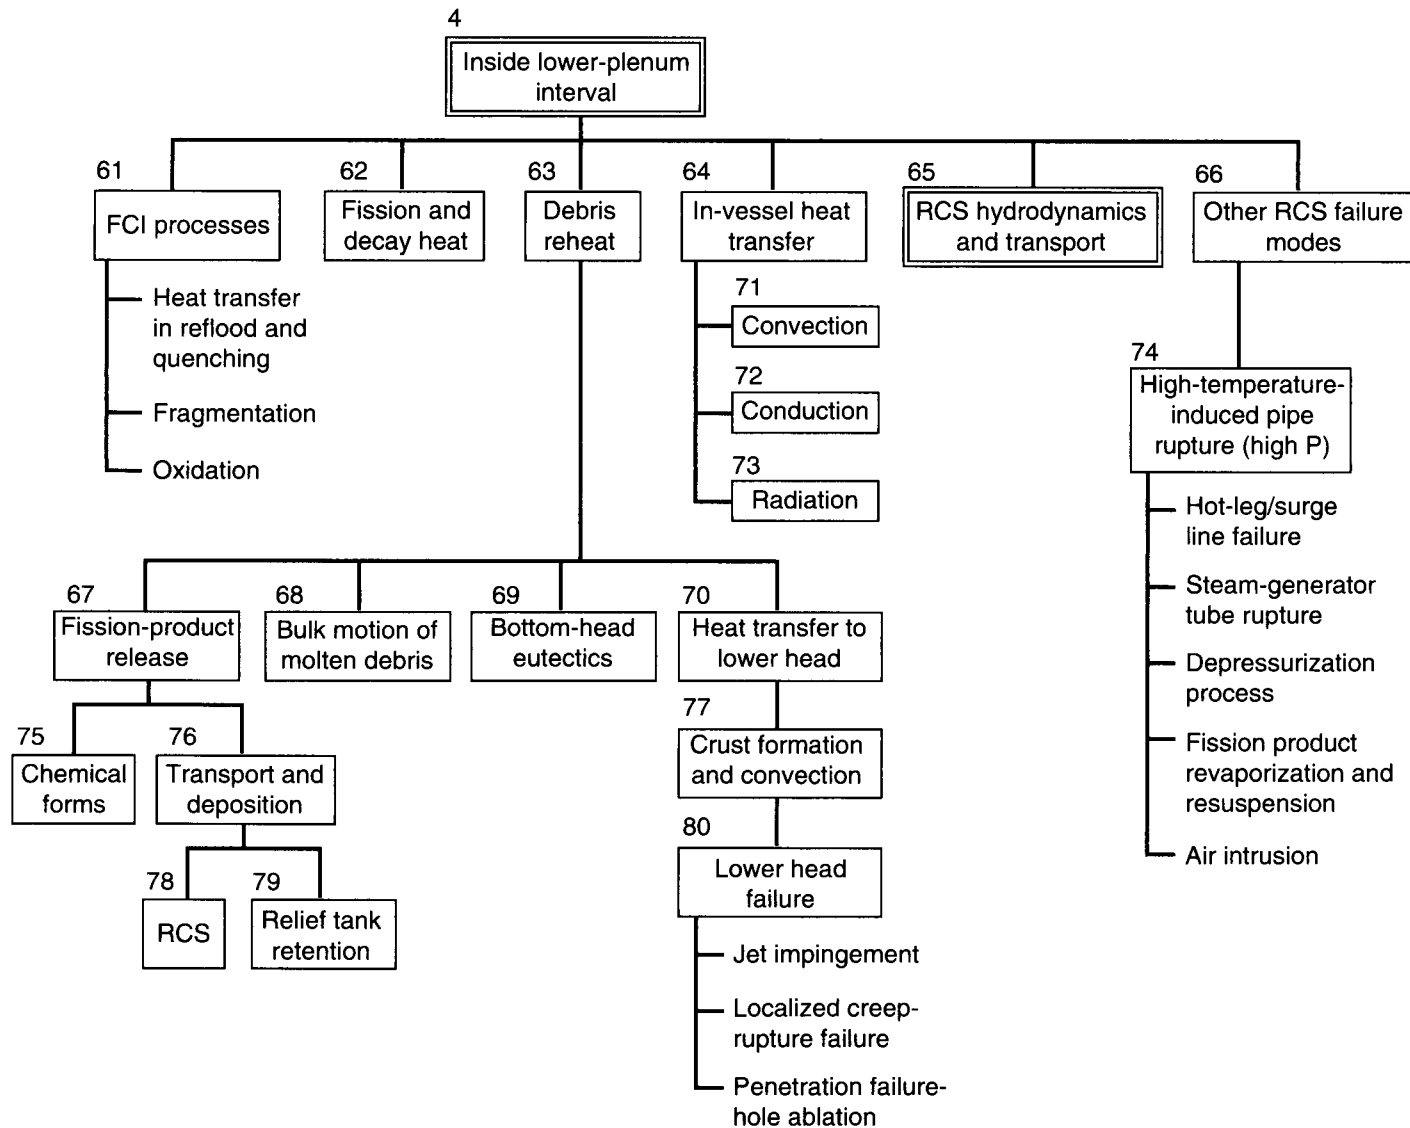 4
Inside lower-plenum
interval
61
FCI processes
62
Fission and
decay heat
63
Debris
reheat
64
In-vessel heat
transfer
65
RCS hydrodynamics
and transport
66
Other RCS failure
modes
Heat transfer
in reflood and
quenching
Fragmentation
Oxidation
71
Convection
72
Conduction
73
Radiation
74
High-temperature-
induced pipe
rupture (high P)
Hot-leg/surge
line failure
Steam-generator
tube rupture
Depressurization
process
Fission product
revaporization and
resuspension
Air intrusion
67
Fission-product
release
68
Bulk motion of
molten debris
69
Bottom-head
eutectics
70
Heat transfer to
lower head
75
Chemical
forms
76
Transport and
deposition
77
Crust formation
and convection
78
RCS
79
Relief tank
retention
80
Lower head
failure
Jet impingement
Localized creep-
rupture failure
Penetration failure-
hole ablation